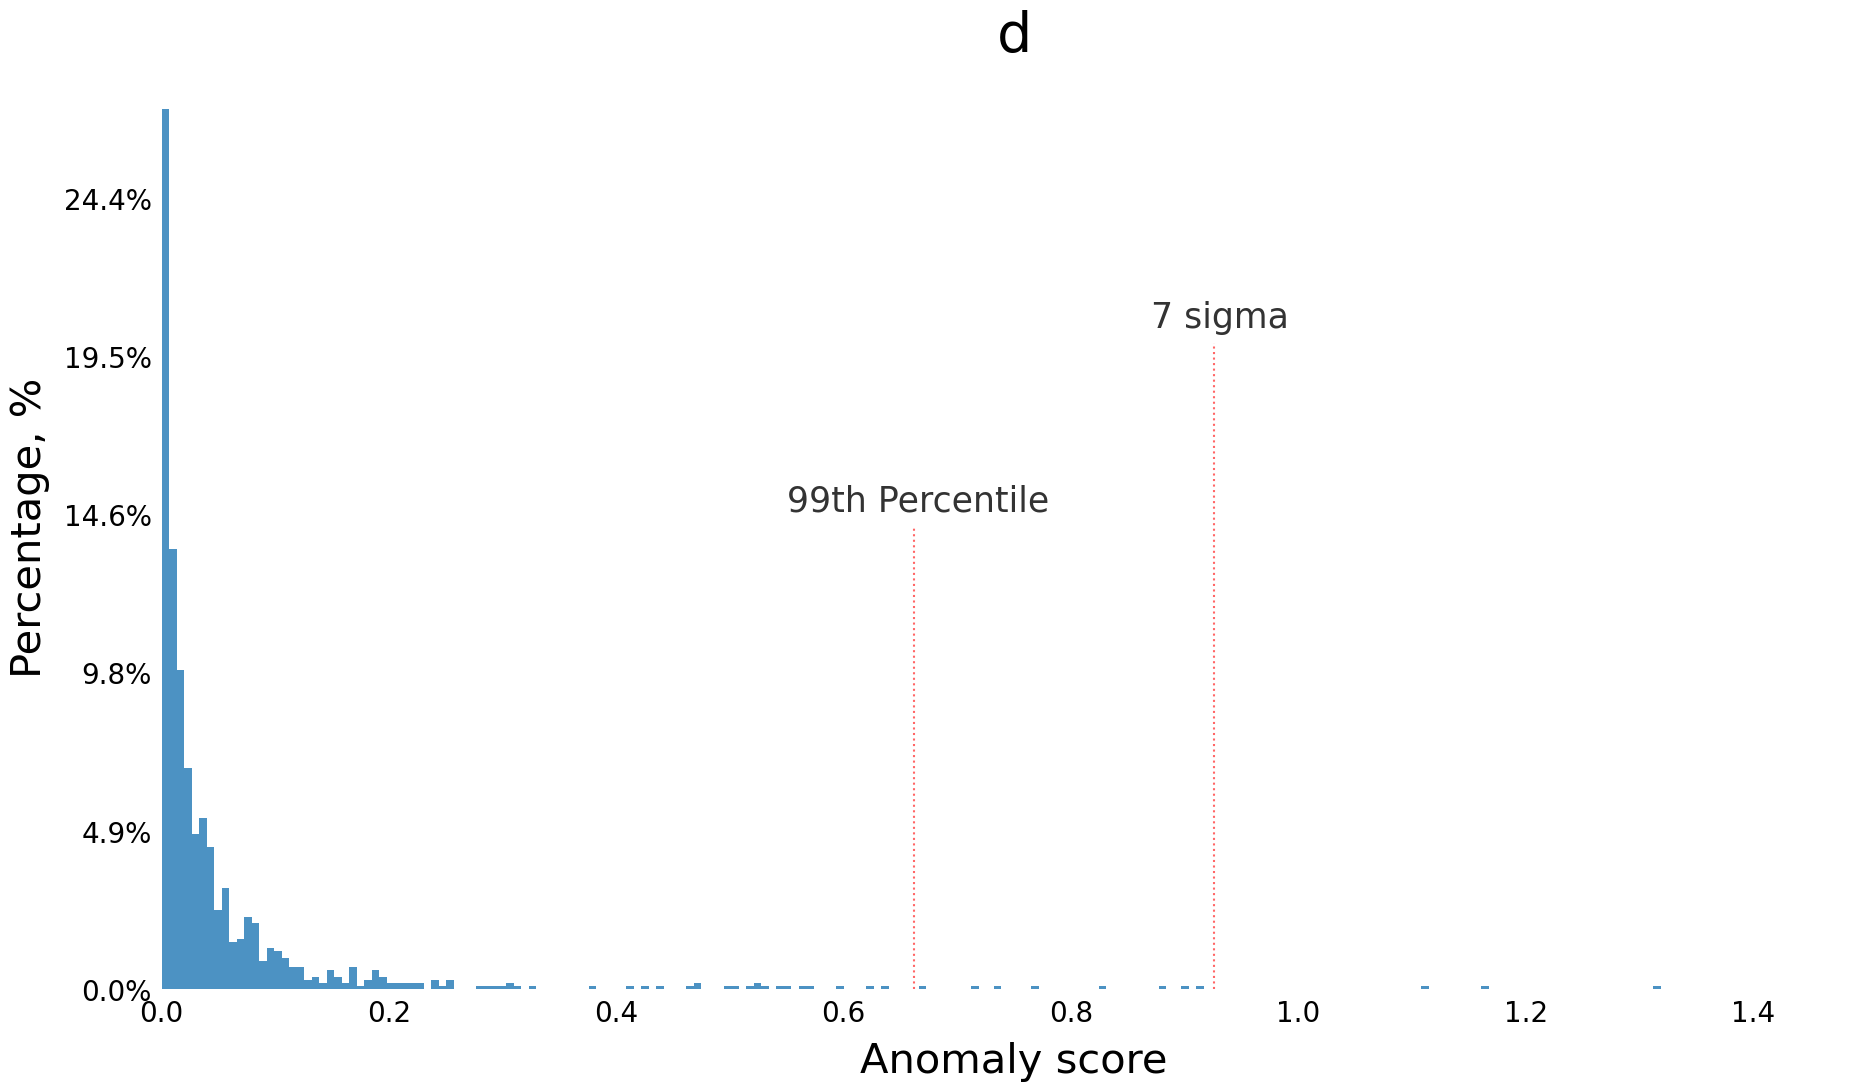 d
24.4%
19.5%
14.6%
9.8%
4.9%
0.0%
Percentage, %
7 sigma
99th Percentile
0.0 0.2 0.4 0.6 0.8 1.0 1.2 1.4
Anomaly score